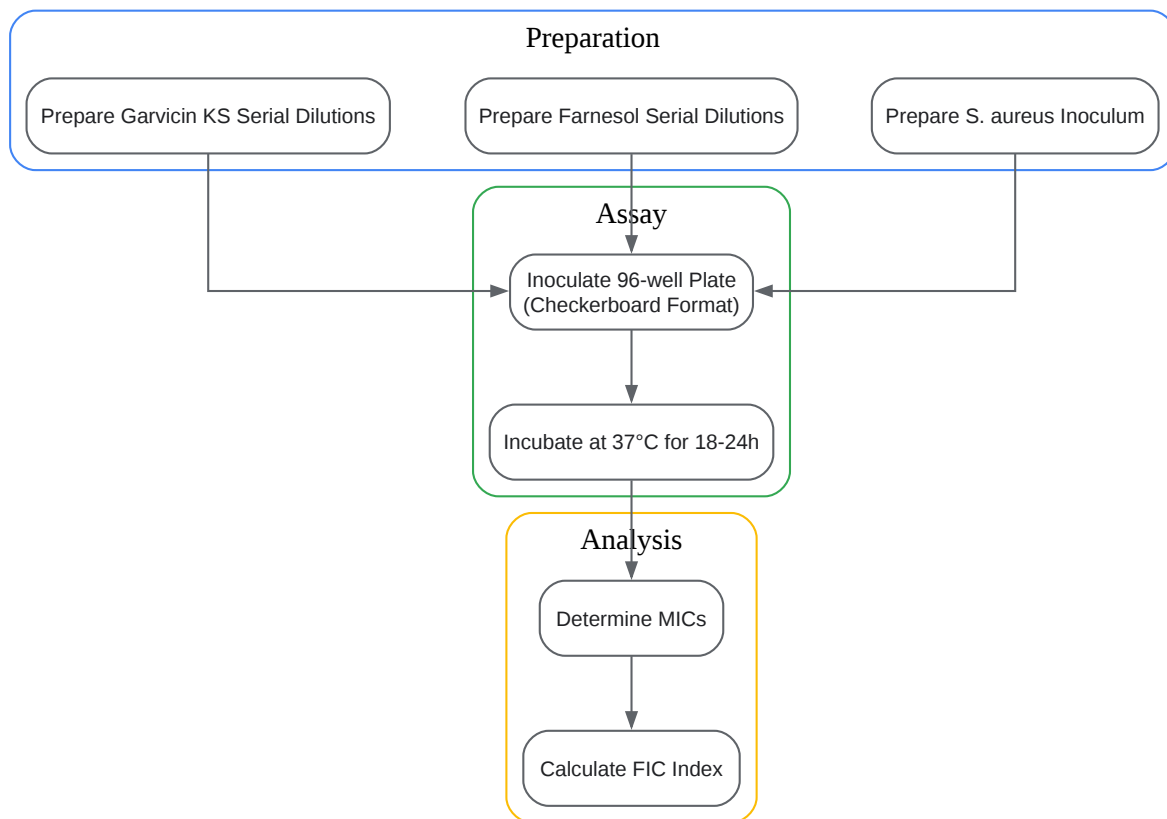 Preparation
Prepare Garvicin KS Serial Dilutions
Prepare Farnesol Serial Dilutions
Prepare S. aureus Inoculum
Assay
Inoculate 96-well Plate
(Checkerboard Format)
Incubate at 37°C for 18-24h
Analysis
Determine MICs
Calculate FIC Index